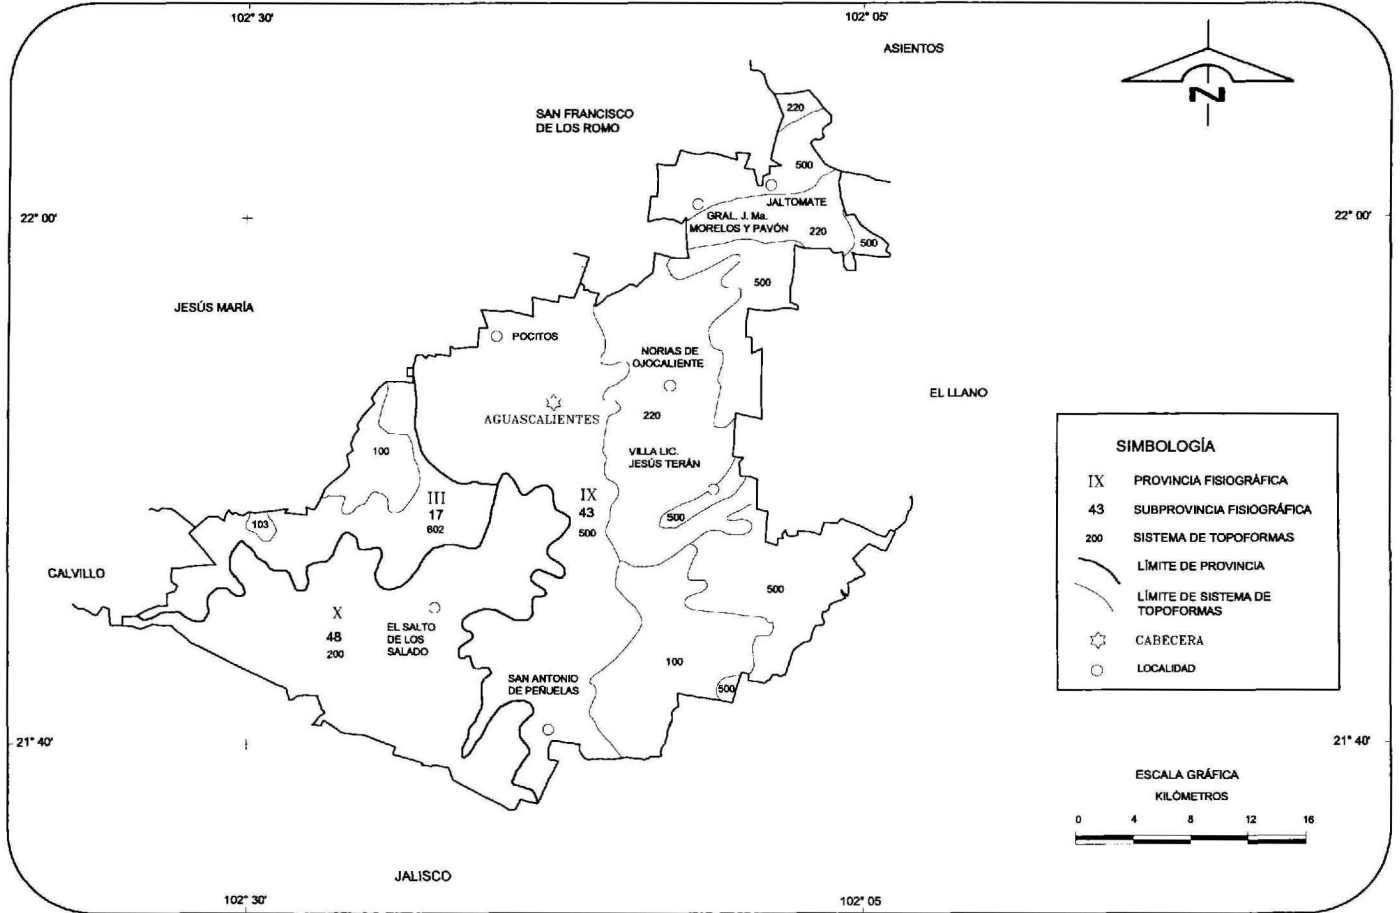 102° 30'
102° 05'
ASIENTOS
N
220
SAN FRANCISCO
DE LOS ROMO
500
JALTOMATE
22° 00'
22° 00'
GRAL. J. Ma.
MORELOS Y PAVÓN
220
500
500
JESÚS MARÍA
POCITOS
NORIAS DE
OJOCALIENTE
EL LLANO
AGUASCALIENTES
220
100
VILLA LIC.
JESÚS TERÁN
III
17
602
IX
43
500
500
103
CALVILLO
500
X
48
200
EL SALTO
DE LOS
SALADO
100
SAN ANTONIO
DE PEÑUELAS
500
21° 40'
21° 40'
SIMBOLOGÍA
IX PROVINCIA FISIOGRÁFICA
43 SUBPROVINCIA FISIOGRÁFICA
200 SISTEMA DE TOPOFORMAS
LÍMITE DE PROVINCIA
LÍMITE DE SISTEMA DE
TOPOFORMAS
CABECERA
LOCALIDAD
ESCALA GRÁFICA
KILÓMETROS
0 4 8 12 16
JALISCO
102° 30'
102° 05'